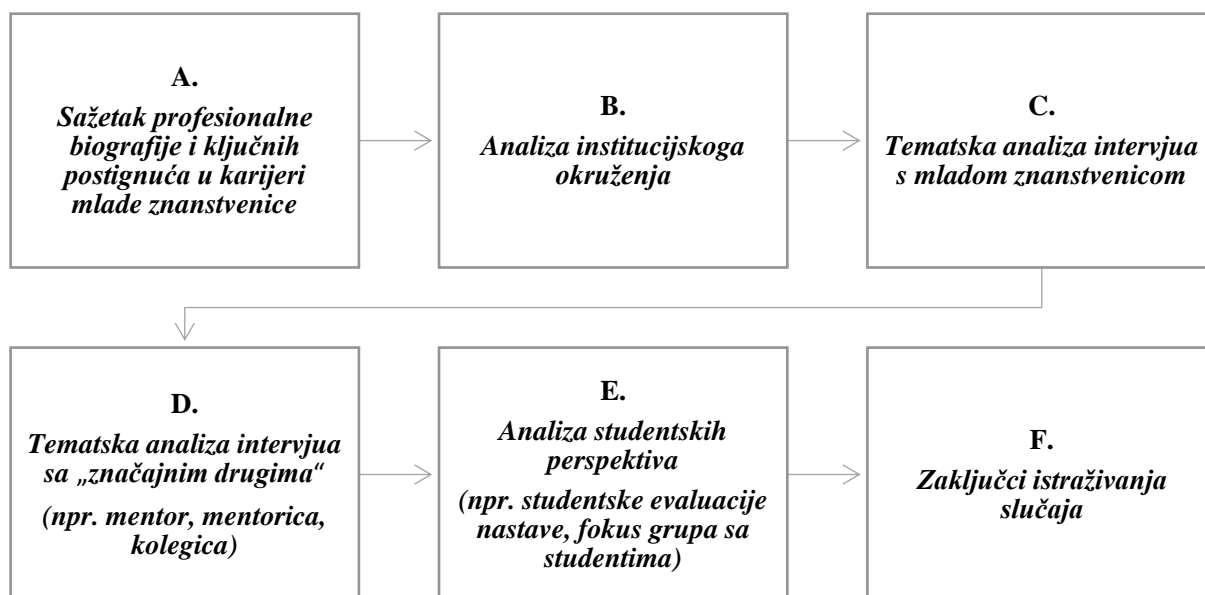 A.
Sažetak profesionalne
biografije i ključnih
postignuća u karijeri
mlade znanstvenice
B.
Analiza institucijskoga
okruženja
C.
Tematska analiza intervjua
s mladom znanstvenicom
D.
Tematska analiza intervjua
sa „značajnim drugima“
(npr. mentor, mentorica,
kolegica)
E.
Analiza studentskih
perspektiva
(npr. studentske evaluacije
nastave, fokus grupa sa
studentima)
F.
Zaključci istraživanja
slučaja